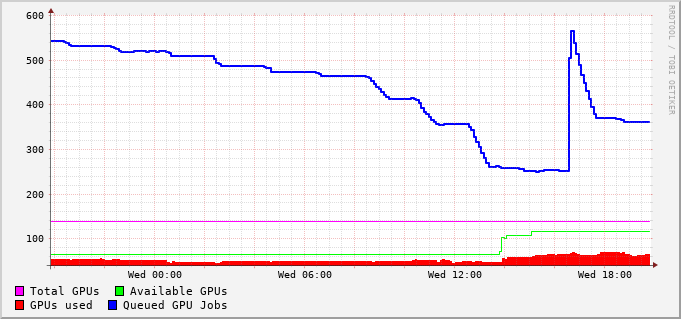 600
500
400
300
200
100
Wed 00:00 Wed 06:00 Wed 12:00 Wed 18:00
Total GPUs Available GPUs
GPUs used Queued GPU Jobs
RRDTOOL / TOBI OETIKER